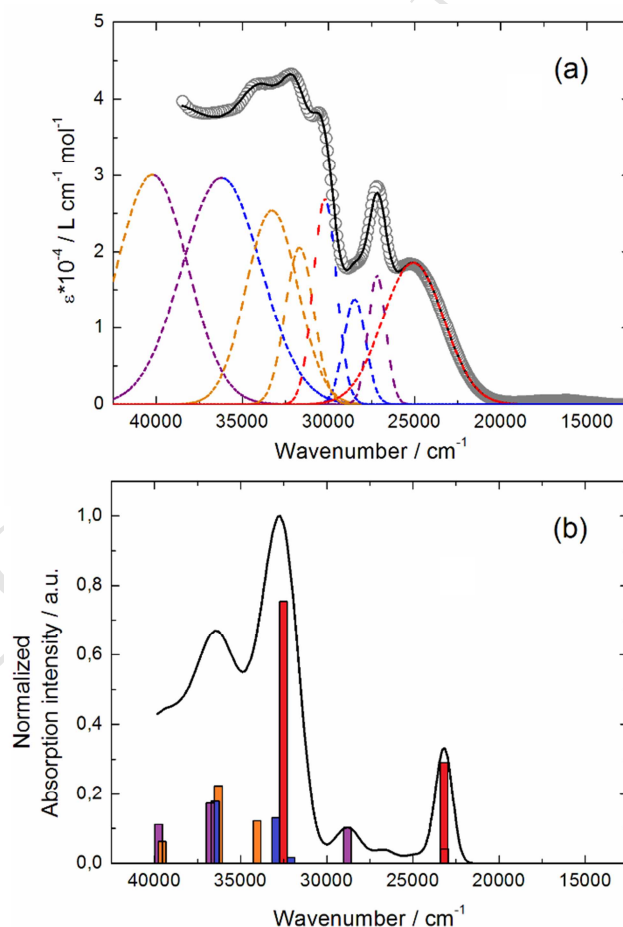 (a)
5
4
3
2
1
0
ε*10⁻⁴ / L cm⁻¹ mol⁻¹
40000 35000 30000 25000 20000 15000
Wavenumber / cm⁻¹
(b)
1,0
0,8
0,6
0,4
0,2
0,0
Normalized
Absorption intensity / a.u.
40000 35000 30000 25000 20000 15000
Wavenumber / cm⁻¹